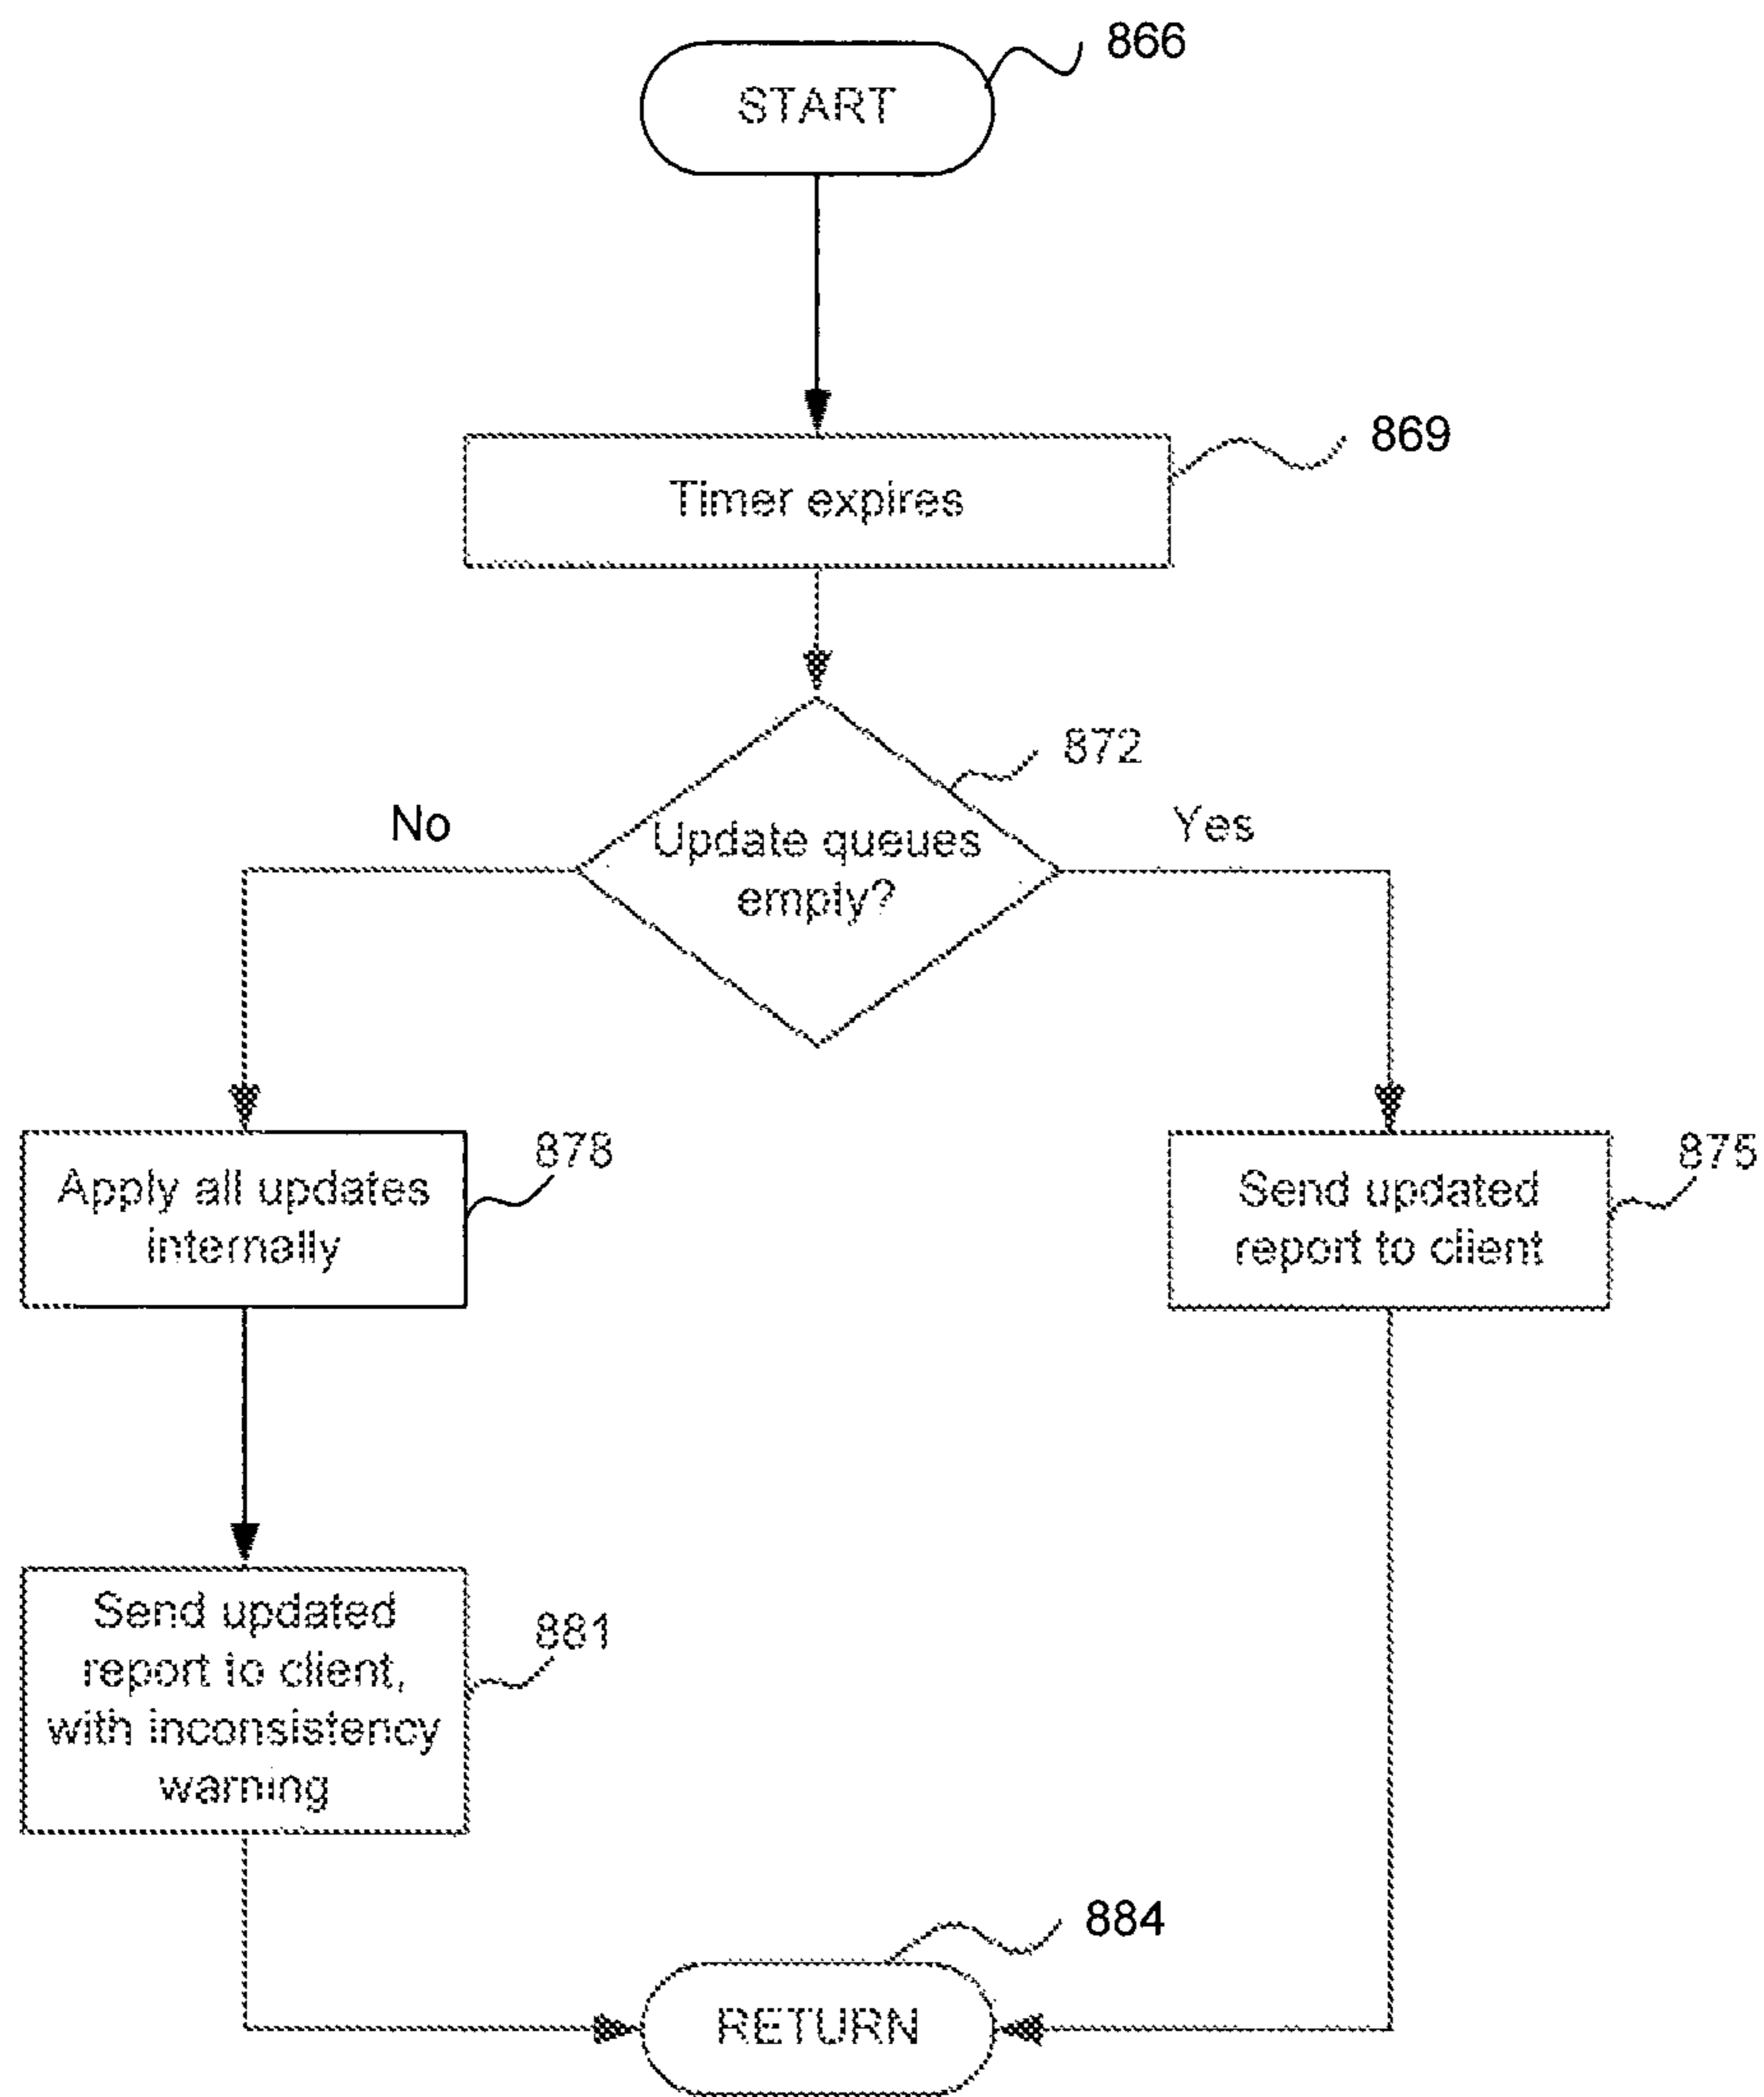 866
START
869
Timer expires
872
No
Yes
Update queues
empty?
878
Apply all updates
internally
875
Send updated
report to client
881
Send updated
report to client,
with inconsistency
warning
884
RETURN